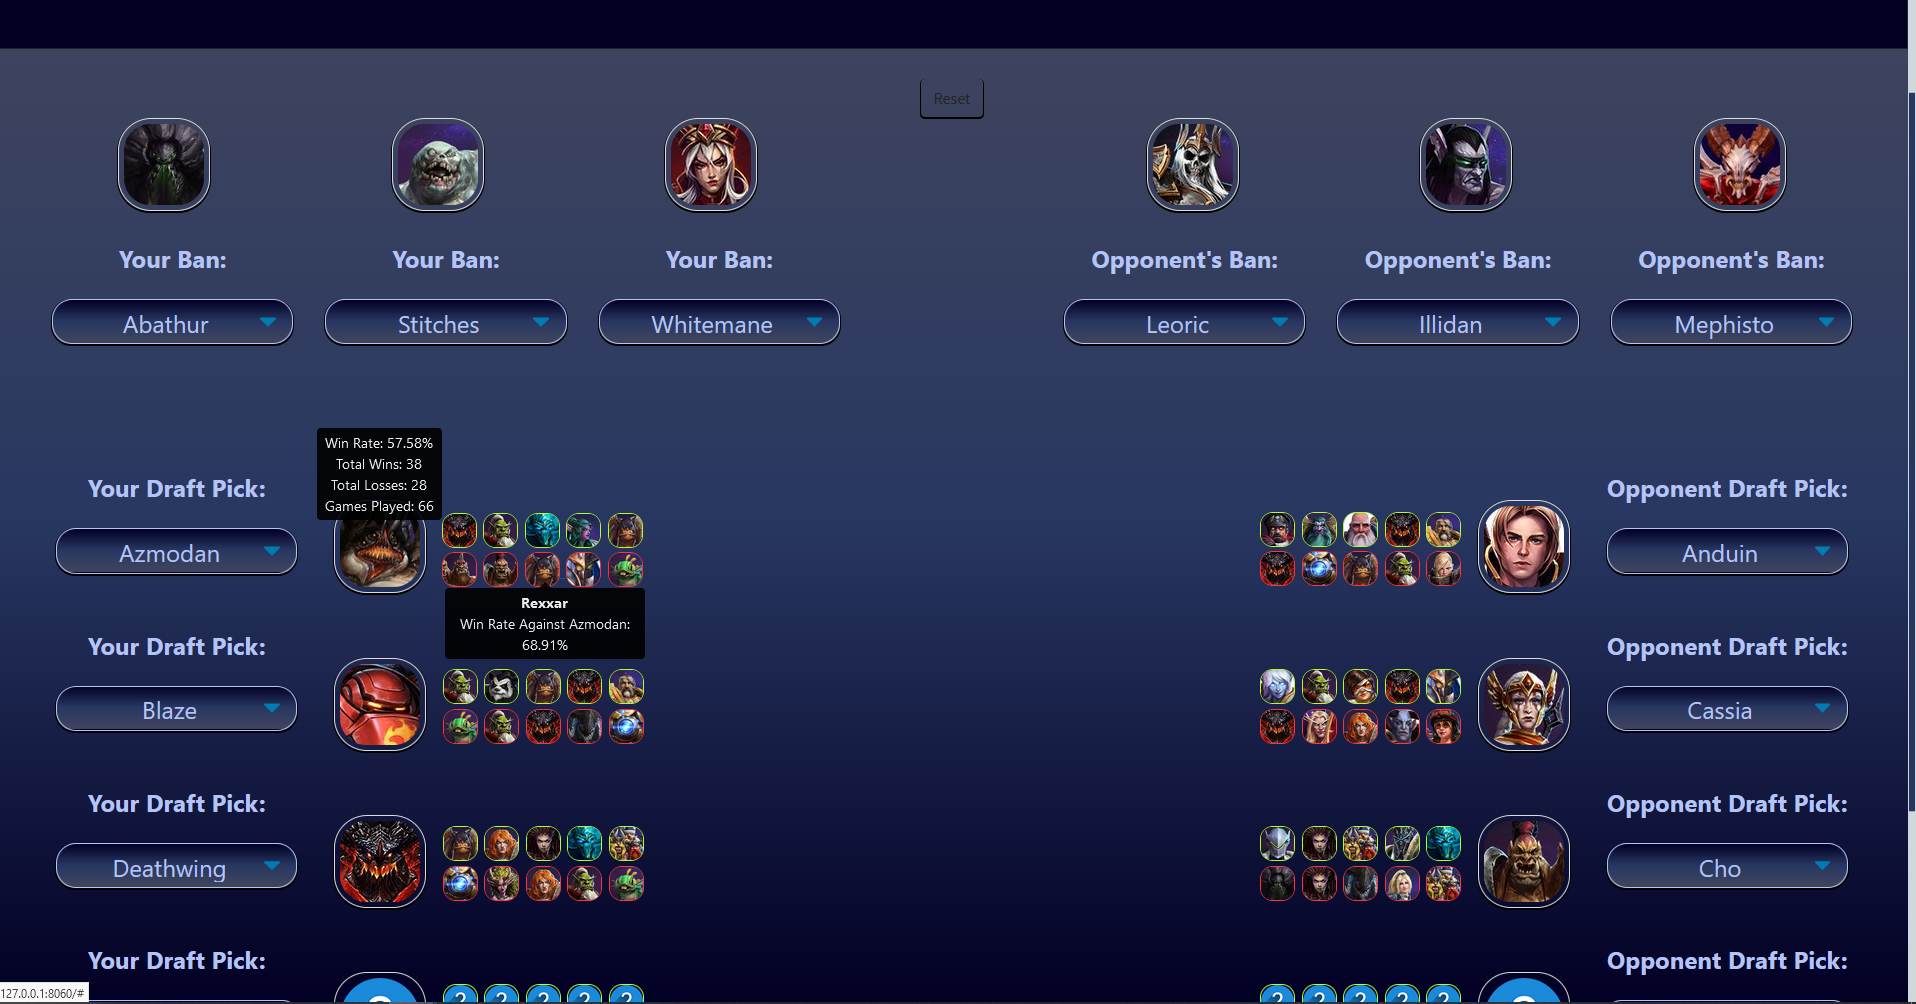 Reset
Your Ban:
Your Ban:
Your Ban:
Opponent's Ban:
Opponent's Ban:
Opponent's Ban:
Abathur
Stitches
Whitemane
Leoric
Illidan
Mephisto
Win Rate: 57.58%
Total Wins: 38
Total Losses: 28
Games Played: 66
Your Draft Pick:
Opponent Draft Pick:
Azmodan
Anduin
Rexxar
Win Rate Against Azmodan:
68.91%
Your Draft Pick:
Opponent Draft Pick:
Blaze
Cassia
Your Draft Pick:
Opponent Draft Pick:
Deathwing
Cho
Your Draft Pick:
Opponent Draft Pick:
127.0.0.1:8060/#
? ? ? ? ? ? ? ? ? ? ? ?